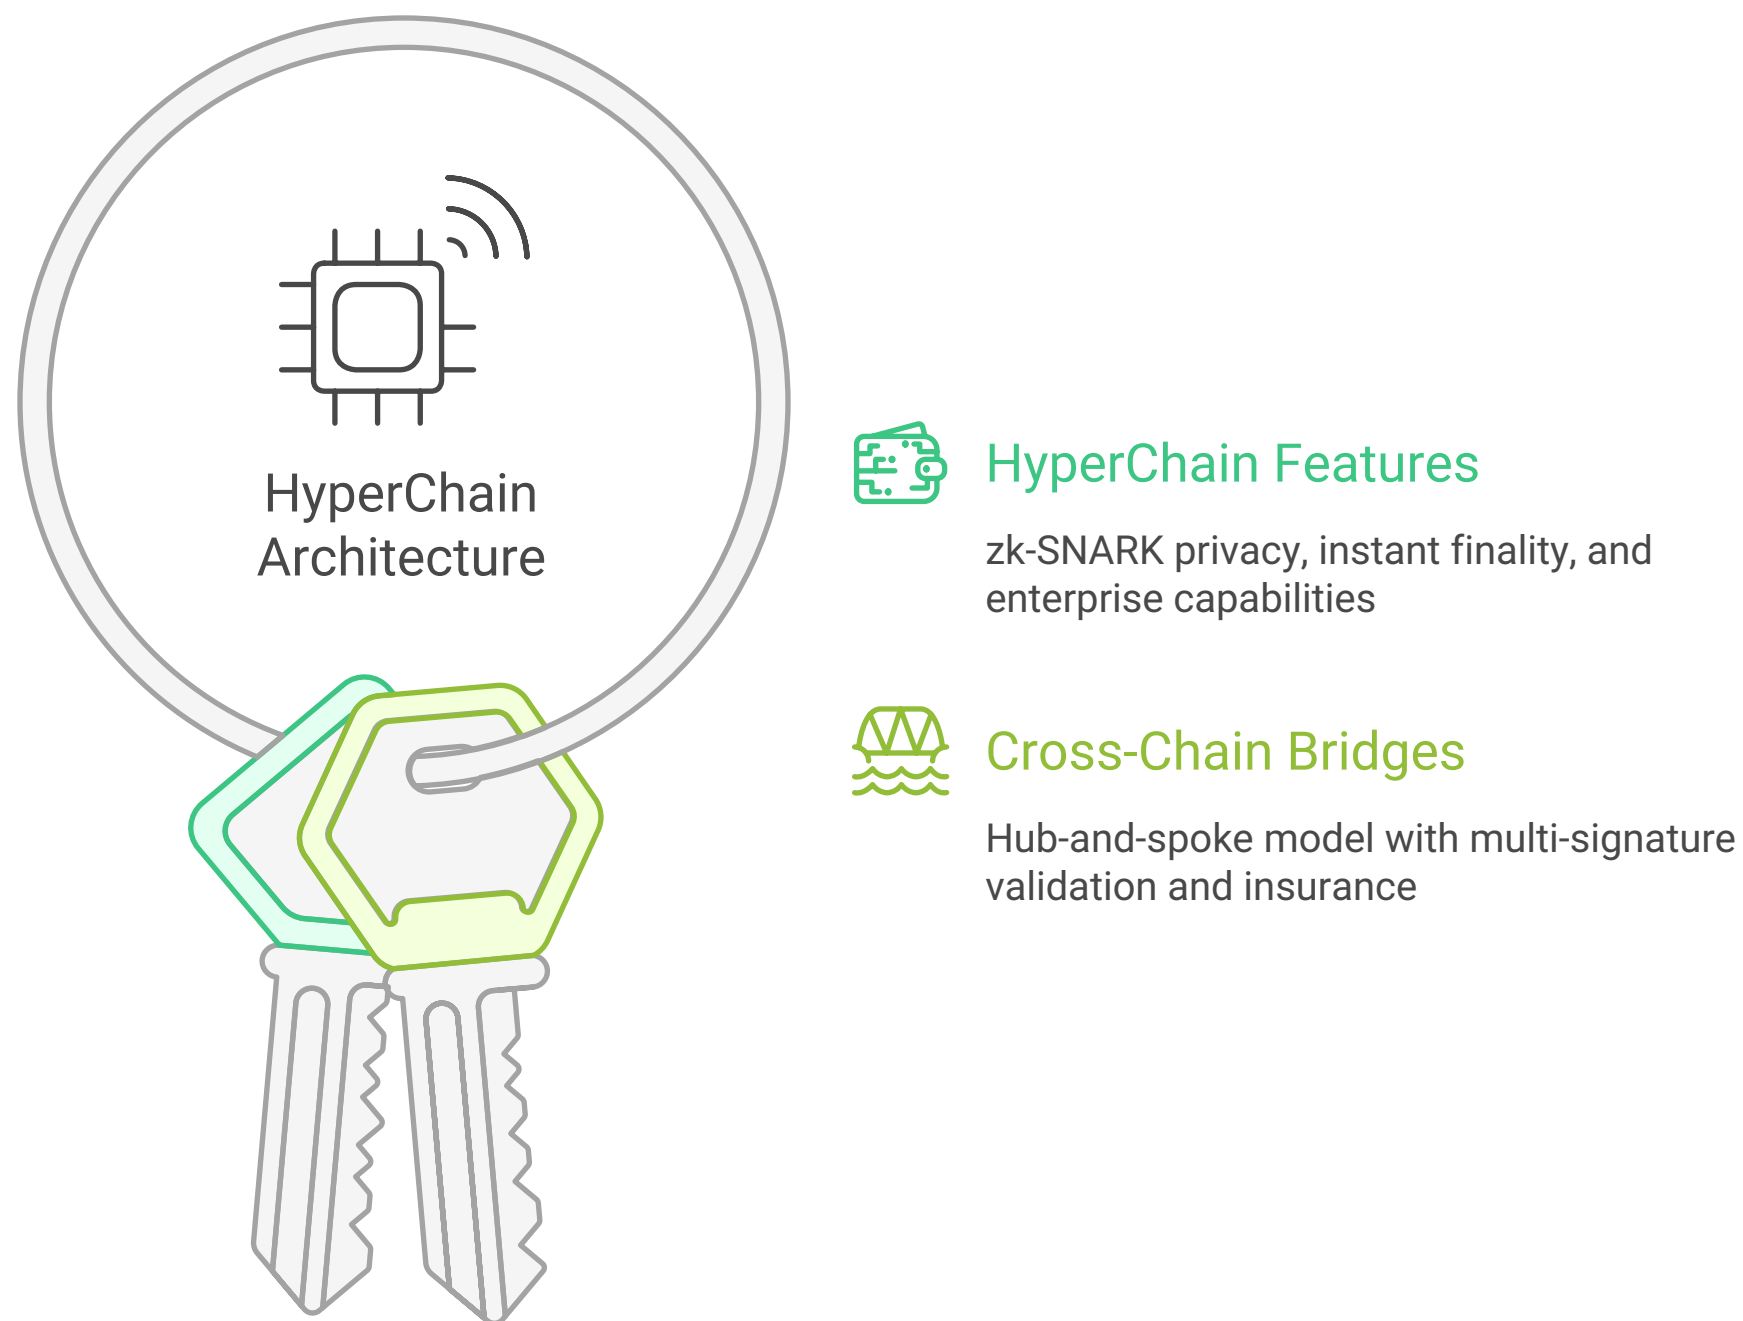 HyperChain
Architecture
HyperChain Features
zk-SNARK privacy, instant finality, and
enterprise capabilities
Cross-Chain Bridges
Hub-and-spoke model with multi-signature
validation and insurance